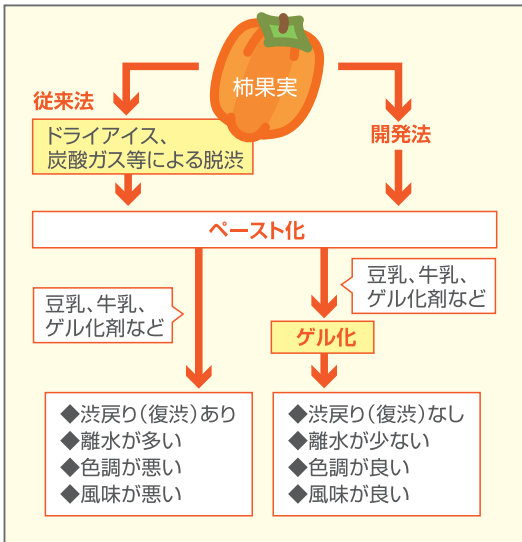 柿果実
従来法
ドライアイス、
炭酸ガス等による脱渋
開発法
ペースト化
豆乳、牛乳、
ゲル化剤など
豆乳、牛乳、
ゲル化剤など
ゲル化
◆渋戻り（復渋）あり
◆離水が多い
◆色調が悪い
◆風味が悪い
◆渋戻り（復渋）なし
◆離水が少ない
◆色調が良い
◆風味が良い